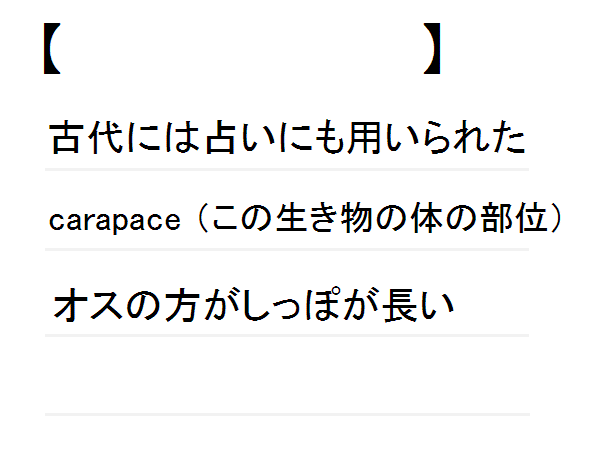 【 】
古代には占いにも用いられた
carapace（この生き物の体の部位）
オスの方がしっぽが長い